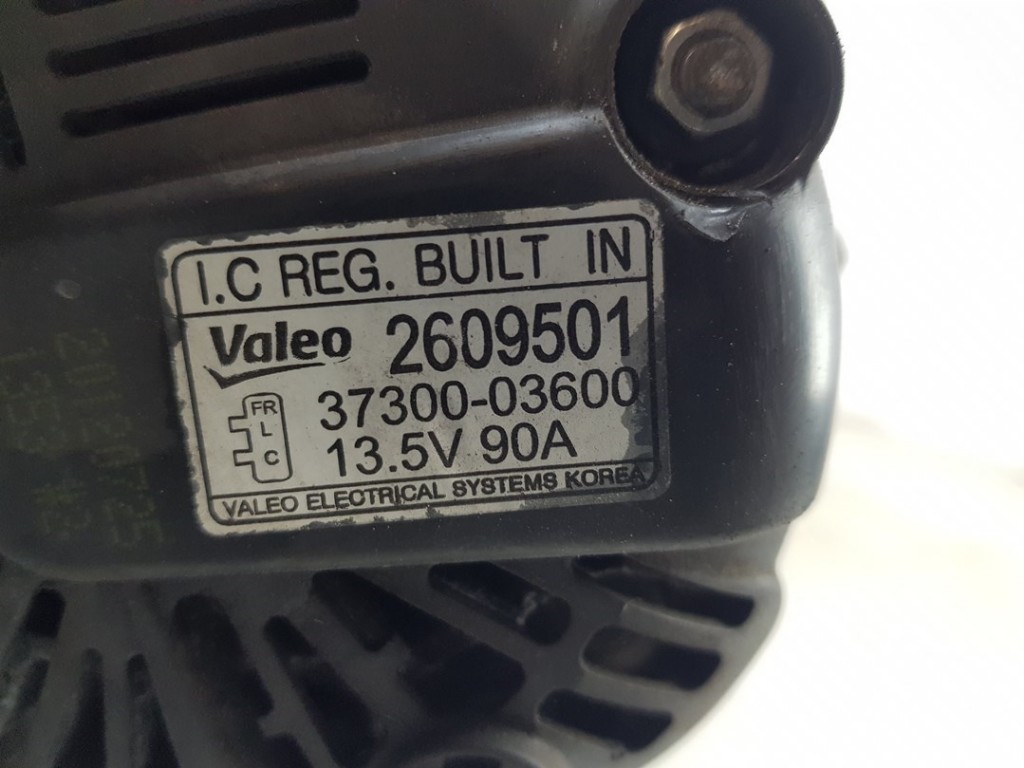 I.C REG. BUILT IN
Valeo 2609501
FR 37300-03600
L
C 13.5V 90A
VALEO ELECTRICAL SYSTEMS KOREA